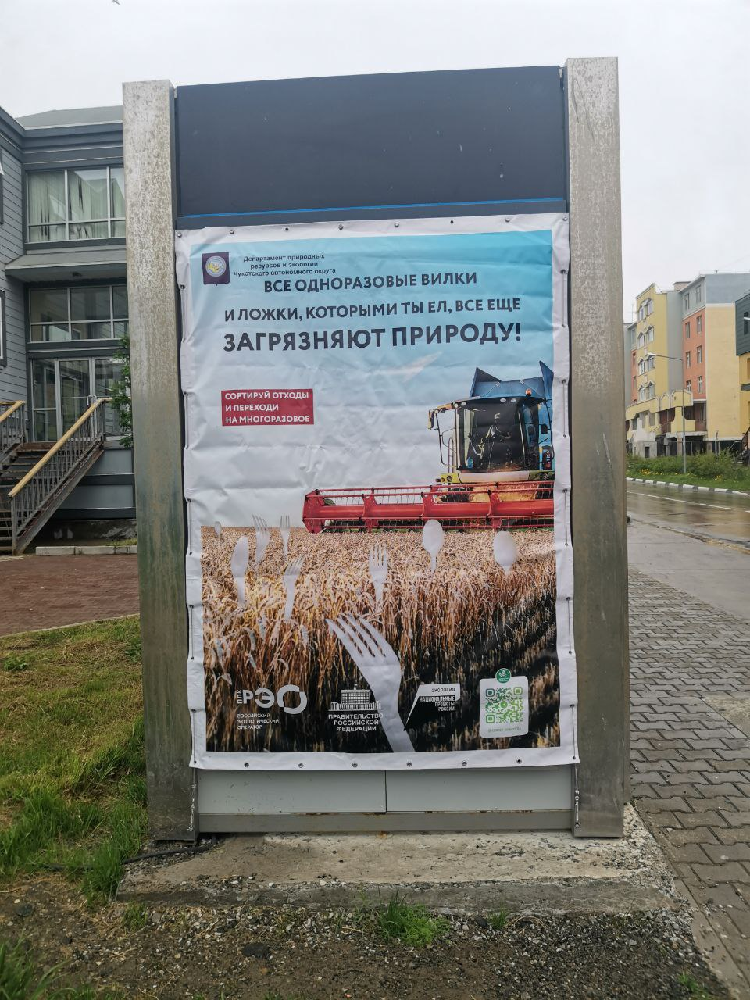 Департамент природных
ресурсов и экологии
Чукотского автономного округа
ВСЕ ОДНОРАЗОВЫЕ ВИЛКИ
И ЛОЖКИ, КОТОРЫМИ ТЫ ЕЛ, ВСЕ ЕЩЕ
ЗАГРЯЗНЯЮТ ПРИРОДУ!
СОРТИРУЙ ОТХОДЫ
И ПЕРЕХОДИ
НА МНОГОРАЗОВОЕ
ППК РЭО
РОССИЙСКИЙ
ЭКОЛОГИЧЕСКИЙ
ОПЕРАТОР
ПРАВИТЕЛЬСТВО
РОССИЙСКОЙ
ФЕДЕРАЦИИ
ЭКОЛОГИЯ
НАЦИОНАЛЬНЫЕ
ПРОЕКТЫ
РОССИИ